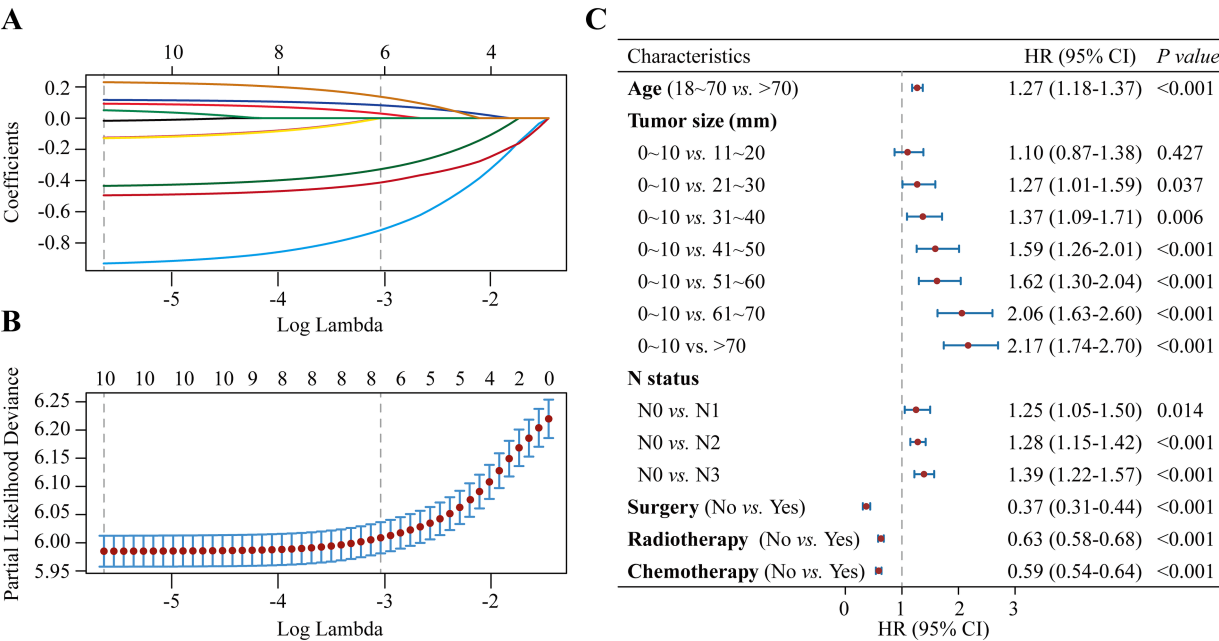 A
10 8 6 4
0.2
0.0
-0.2
-0.4
-0.6
-0.8
Coefficients
-5 -4 -3 -2
Log Lambda
B
10 10 10 10 9 8 8 8 8 6 5 5 4 2 0
6.25
6.20
6.15
6.10
6.05
6.00
5.95
Partial Likelihood Deviance
-5 -4 -3 -2
Log Lambda
C
Characteristics HR (95% CI) P value
Age (18~70 vs. >70) 1.27 (1.18-1.37) <0.001
Tumor size (mm)
0~10 vs. 11~20 1.10 (0.87-1.38) 0.427
0~10 vs. 21~30 1.27 (1.01-1.59) 0.037
0~10 vs. 31~40 1.37 (1.09-1.71) 0.006
0~10 vs. 41~50 1.59 (1.26-2.01) <0.001
0~10 vs. 51~60 1.62 (1.30-2.04) <0.001
0~10 vs. 61~70 2.06 (1.63-2.60) <0.001
0~10 vs. >70 2.17 (1.74-2.70) <0.001
N status
N0 vs. N1 1.25 (1.05-1.50) 0.014
N0 vs. N2 1.28 (1.15-1.42) <0.001
N0 vs. N3 1.39 (1.22-1.57) <0.001
Surgery (No vs. Yes) 0.37 (0.31-0.44) <0.001
Radiotherapy (No vs. Yes) 0.63 (0.58-0.68) <0.001
Chemotherapy (No vs. Yes) 0.59 (0.54-0.64) <0.001
0 1 2 3
HR (95% CI)